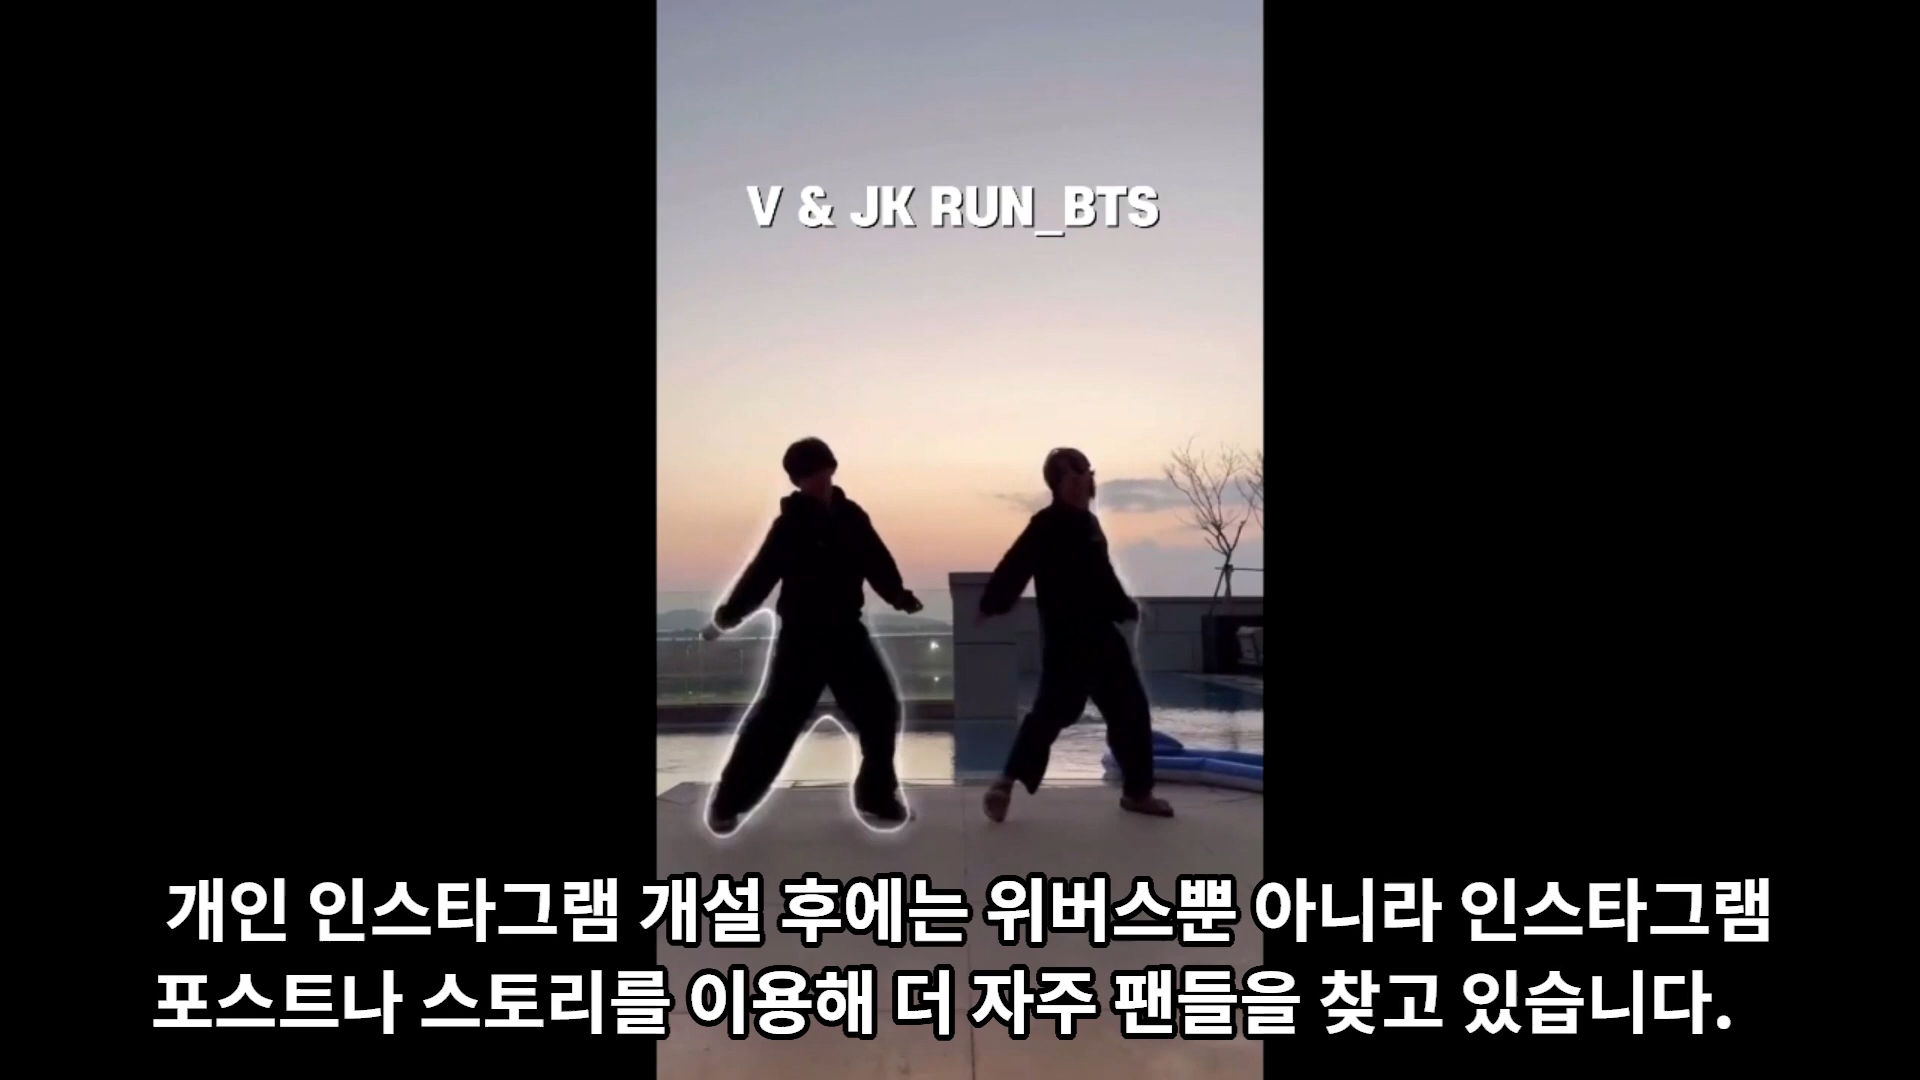 V & JK RUN_BTS
개인 인스타그램 개설 후에는 위버스뿐 아니라 인스타그램
포스트나 스토리를 이용해 더 자주 팬들을 찾고 있습니다.